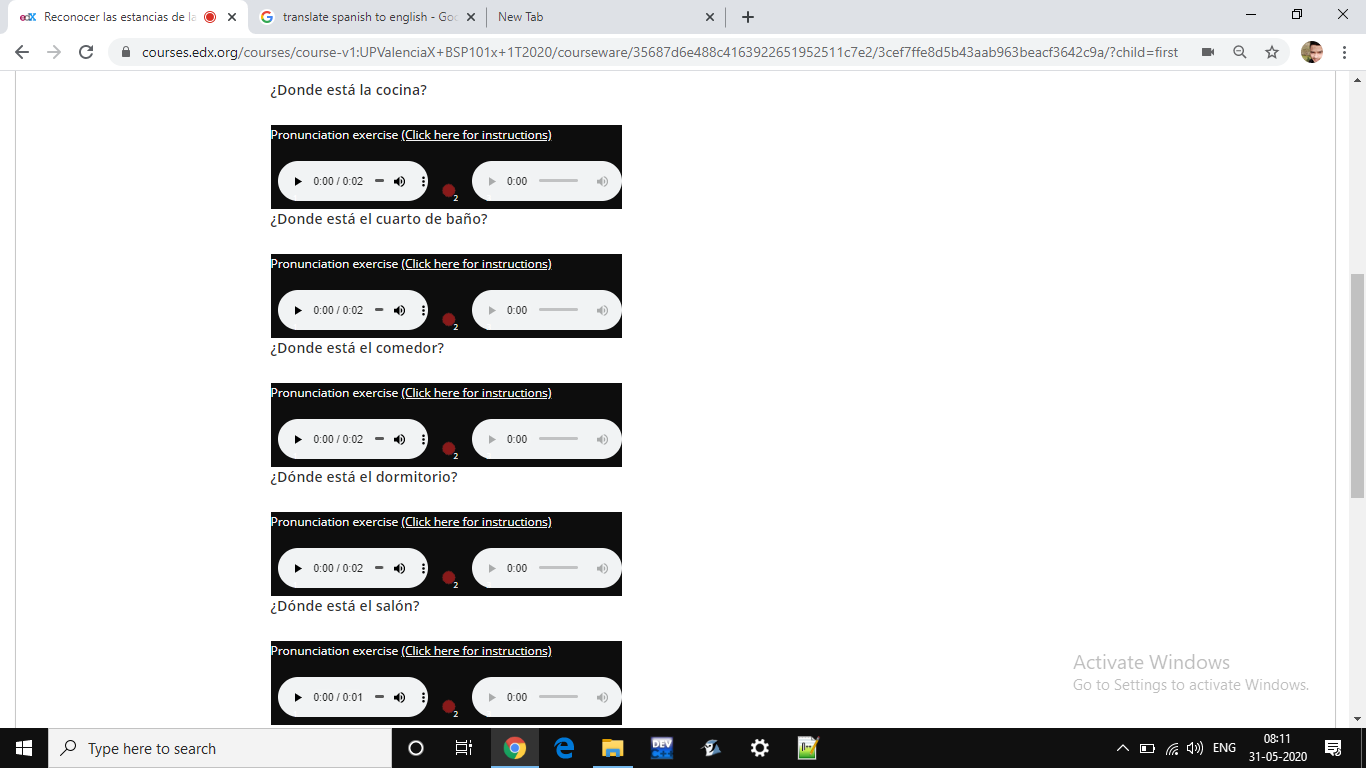 Reconocer las estancias de la
translate spanish to english - Goo
New Tab
courses.edx.org/courses/course-v1:UPValenciaX+BSP101x+1T2020/courseware/35687d6e488c4163922651952511c7e2/3cef7ffe8d5b43aab963beacf3642c9a/?child=first
¿Donde está la cocina?
Pronunciation exercise (Click here for instructions)
0:00 / 0:02 2 0:00
¿Donde está el cuarto de baño?
Pronunciation exercise (Click here for instructions)
0:00 / 0:02 2 0:00
¿Donde está el comedor?
Pronunciation exercise (Click here for instructions)
0:00 / 0:02 2 0:00
¿Dónde está el dormitorio?
Pronunciation exercise (Click here for instructions)
0:00 / 0:02 2 0:00
¿Dónde está el salón?
Pronunciation exercise (Click here for instructions)
0:00 / 0:01 2 0:00
Activate Windows
Go to Settings to activate Windows.
Type here to search
DEV
ENG
08:11
31-05-2020